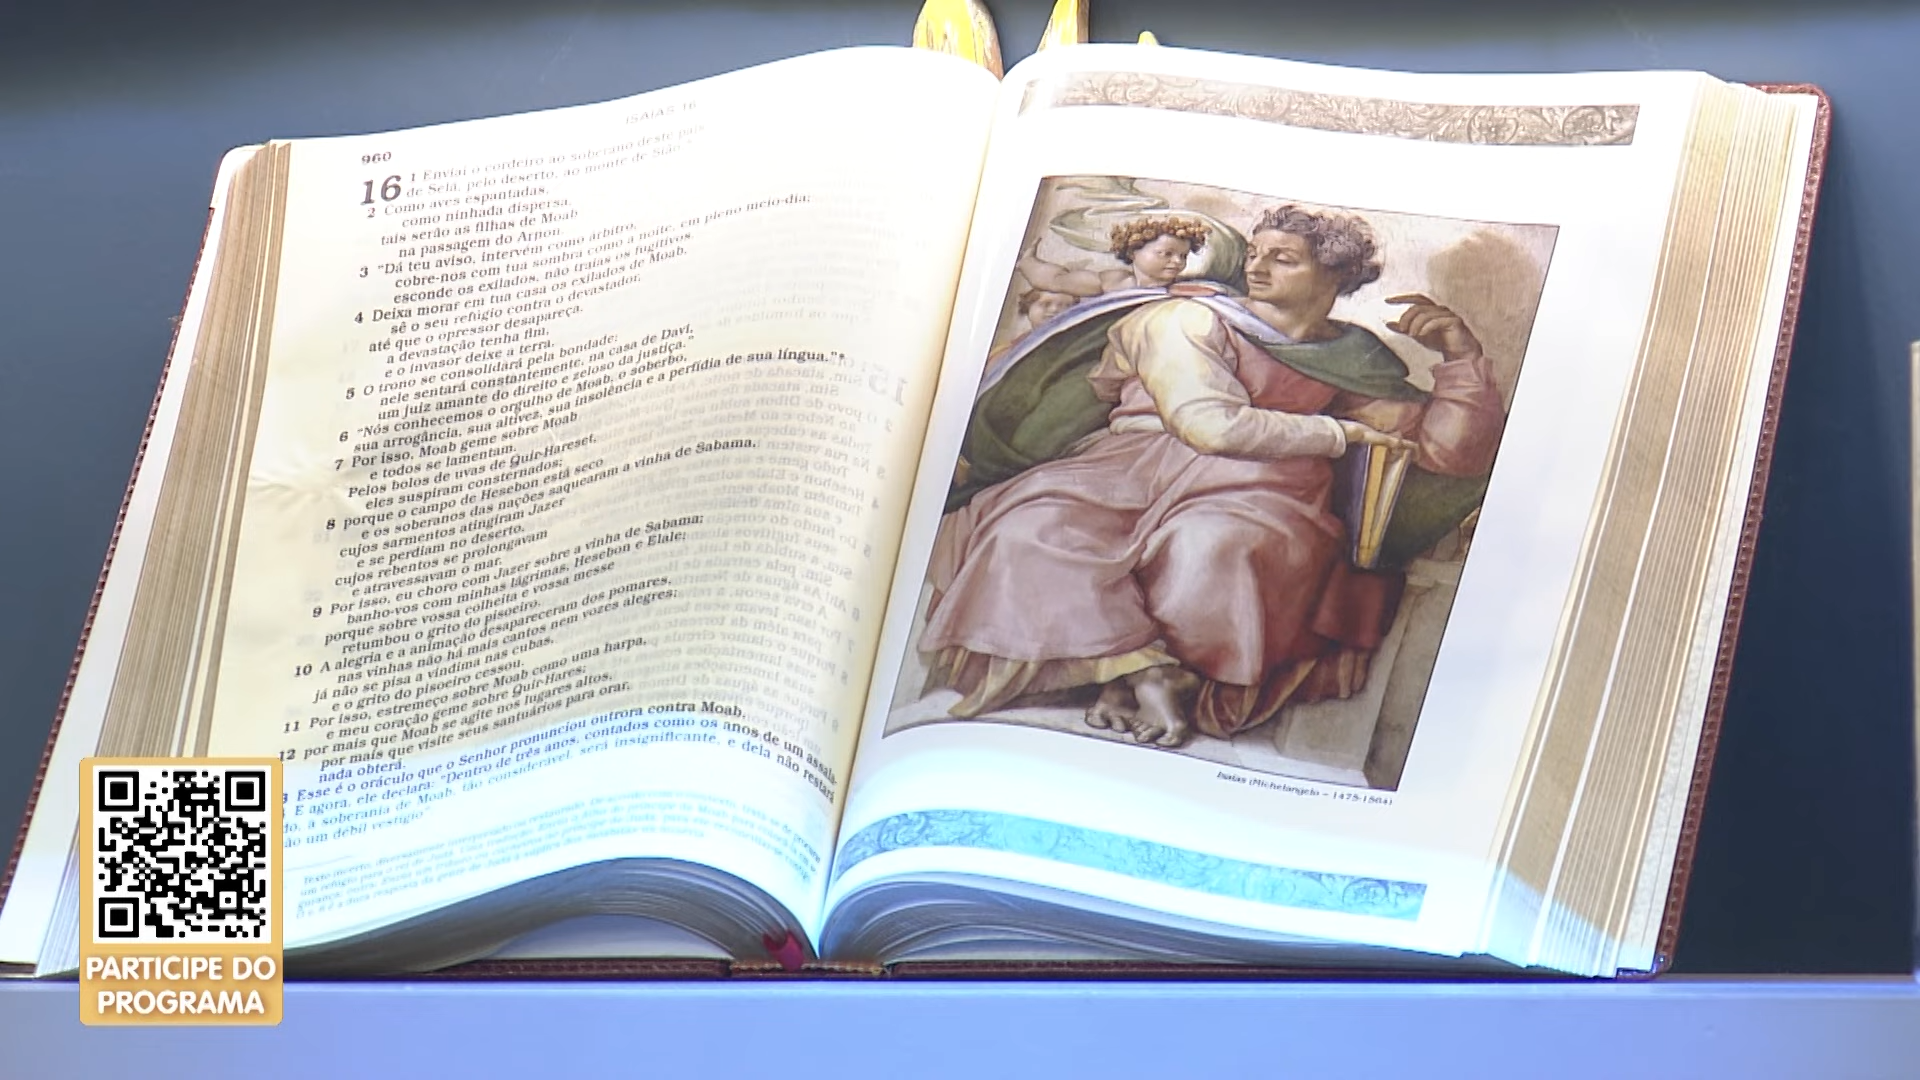 ISAÍAS 16
960
16 1 Enviai o cordeiro ao soberano deste país
de Selá, pelo deserto, ao monte de Sião."
2 Como aves espantadas,
como ninhada dispersa,
tais serão as filhas de Moab
na passagem do Arnon.
3 "Dá teu aviso, intervém como árbitro,
cobre-nos com tua sombra como a noite, em pleno meio-dia;
esconde os exilados, não traias os fugitivos.
4 Deixa morar em tua casa os exilados de Moab,
sê o seu refúgio contra o devastador.
até que o opressor desapareça,
a devastação tenha fim,
e o invasor deixe a terra.
5 O trono se consolidará pela bondade;
nele sentará constantemente, na casa de Davi,
um juiz amante do direito e zeloso da justiça."
6 "Nós conhecemos o orgulho de Moab, o soberbo,
sua arrogância, sua altivez, sua insolência e a perfídia de sua língua."*
7 Por isso, Moab geme sobre Moab
e todos se lamentam.
Pelos bolos de uvas de Quir-Hareset,
eles suspiram consternados;
8 porque o campo de Hesebon está seco
e os soberanos das nações saquearam a vinha de Sabama,
cujos sarmentos atingiram Jazer
e se perdiam no deserto,
cujos rebentos se prolongavam
e atravessavam o mar.
9 Por isso, eu choro com Jazer sobre a vinha de Sabama;
banho-vos com minhas lágrimas, Hesebon e Elale;
porque sobre vossa colheita e vossa messe
retumbou o grito do pisoeiro.
10 A alegria e a animação desapareceram dos pomares,
nas vinhas não há mais cantos nem vozes alegres;
já não se pisa a vindima nas cubas,
e o grito do pisoeiro cessou.
11 Por isso, estremeço sobre Moab como uma harpa,
e meu coração geme sobre Quir-Hares;
12 por mais que Moab se agite nos lugares altos,
por mais que visite seus santuários para orar,
nada obterá.
3 Esse é o oráculo que o Senhor pronunciou outrora contra Moab.
E agora, ele declara: "Dentro de três anos, contados como os anos de um assala-
do, a soberania de Moab, tão considerável, será insignificante, e dela não restará
ão um débil vestígio"
Isaías (Michelangelo – 1475-1564)
PARTICIPE DO
PROGRAMA